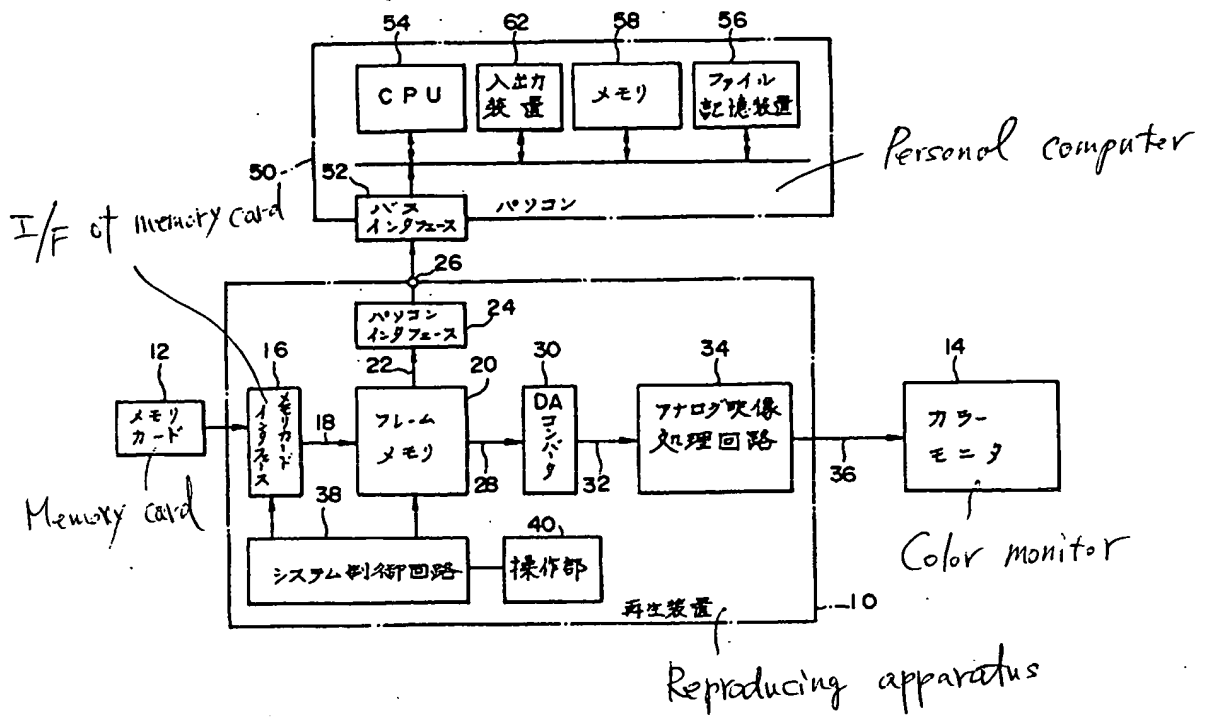 54
62
58
56
CPU
入出力
装置
メモリ
ファイル
記憶装置
Personal computer
50
52
バス
インタフェース
パソコン
I/F of memory card
26
パソコン
インタフェース
24
12
16
22
20
30
34
14
メモリ
カード
メモリカード
インタフェース
18
フレーム
メモリ
28
DA
コンバータ
32
アナログ映像
処理回路
36
カラー
モニタ
Memory card
38
40
システム制御回路
操作部
Color monitor
再生装置
10
Reproducing apparatus